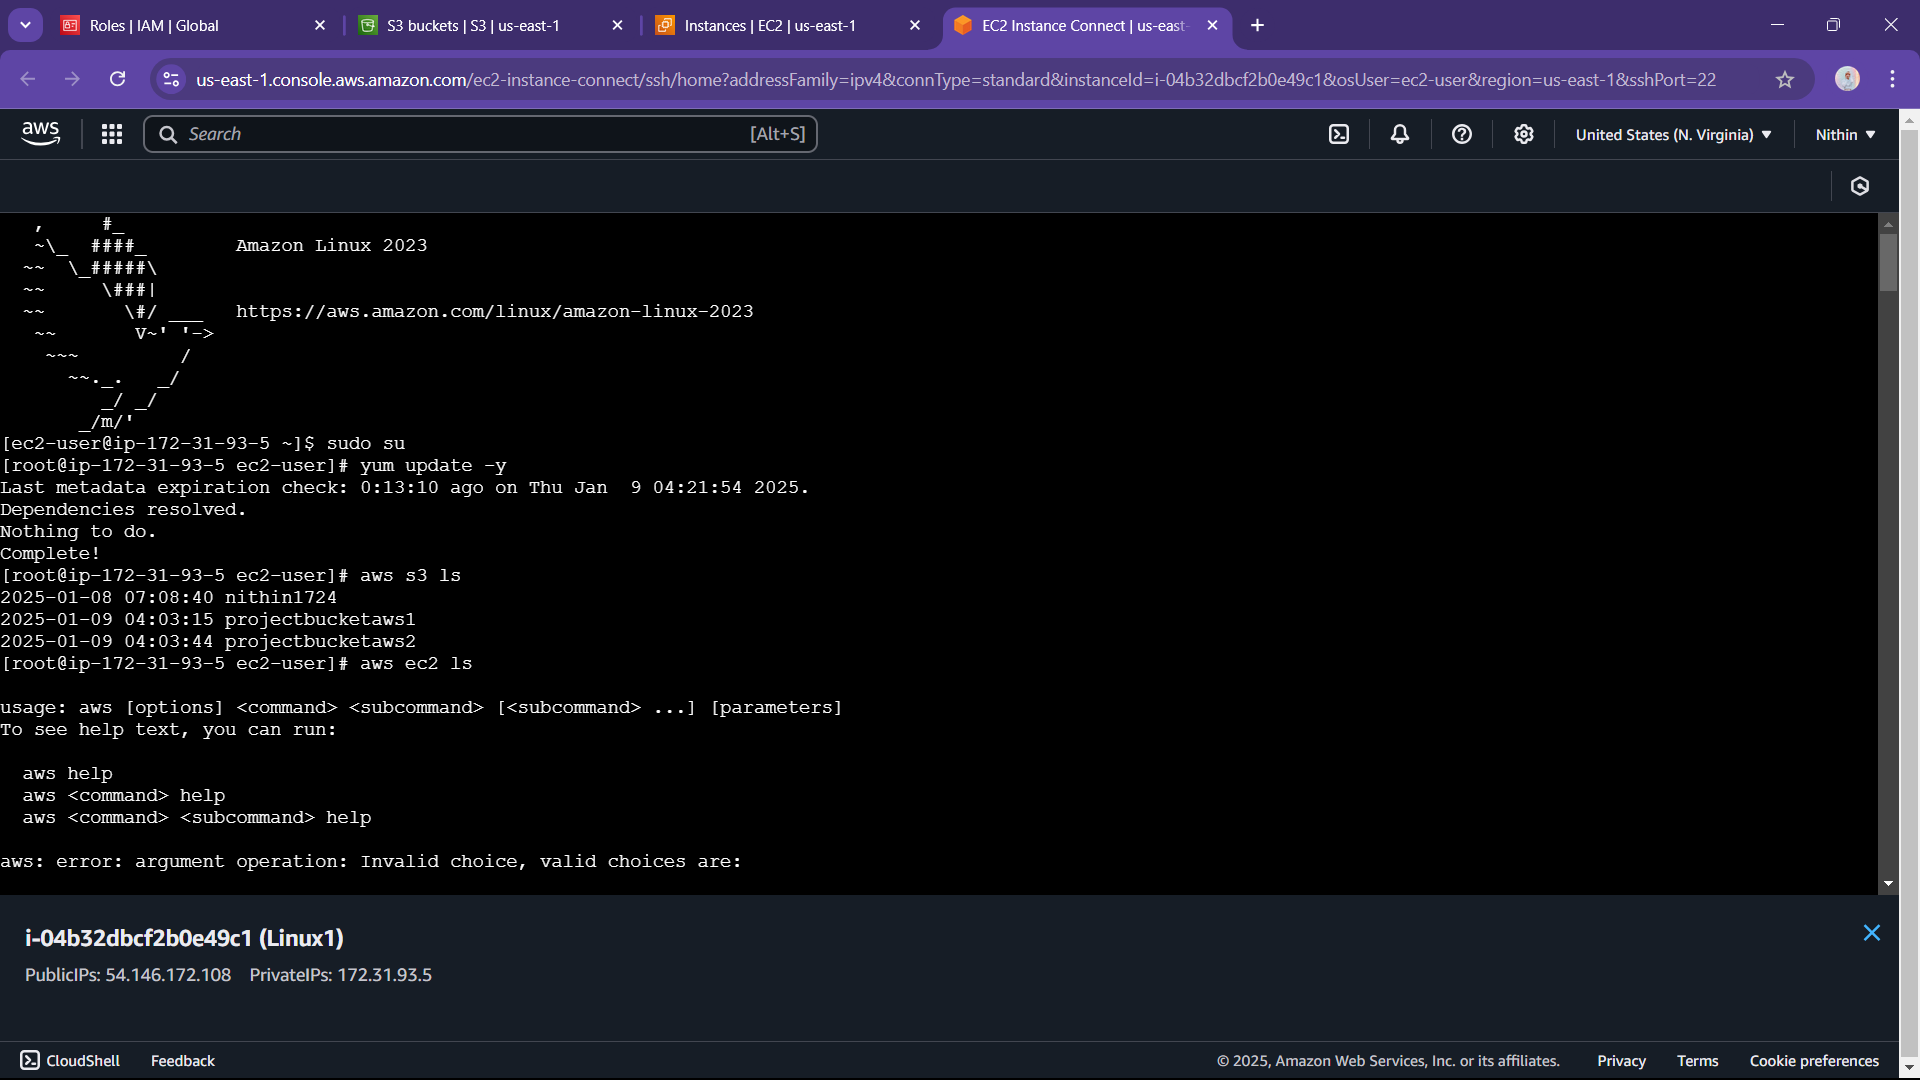 Roles | IAM | Global
S3 buckets | S3 | us-east-1
Instances | EC2 | us-east-1
EC2 Instance Connect | us-east-
us-east-1.console.aws.amazon.com/ec2-instance-connect/ssh/home?addressFamily=ipv4&connType=standard&instanceId=i-04b32dbcf2b0e49c1&osUser=ec2-user&region=us-east-1&sshPort=22
aws
Search [Alt+S]
United States (N. Virginia) ▼
Nithin ▼
   ,     #_
   ~\_  ####_        Amazon Linux 2023
  ~~  \_#####\
  ~~     \###|
  ~~       \#/ ___   https://aws.amazon.com/linux/amazon-linux-2023
   ~~       V~' '->
    ~~~         /
      ~~._.   _/
         _/ _/
       _/m/'
[ec2-user@ip-172-31-93-5 ~]$ sudo su
[root@ip-172-31-93-5 ec2-user]# yum update -y
Last metadata expiration check: 0:13:10 ago on Thu Jan  9 04:21:54 2025.
Dependencies resolved.
Nothing to do.
Complete!
[root@ip-172-31-93-5 ec2-user]# aws s3 ls
2025-01-08 07:08:40 nithin1724
2025-01-09 04:03:15 projectbucketaws1
2025-01-09 04:03:44 projectbucketaws2
[root@ip-172-31-93-5 ec2-user]# aws ec2 ls
usage: aws [options] <command> <subcommand> [<subcommand> ...] [parameters]
To see help text, you can run:
  aws help
  aws <command> help
  aws <command> <subcommand> help
aws: error: argument operation: Invalid choice, valid choices are:
i-04b32dbcf2b0e49c1 (Linux1)
PublicIPs: 54.146.172.108 PrivateIPs: 172.31.93.5
CloudShell
Feedback
© 2025, Amazon Web Services, Inc. or its affiliates.
Privacy
Terms
Cookie preferences